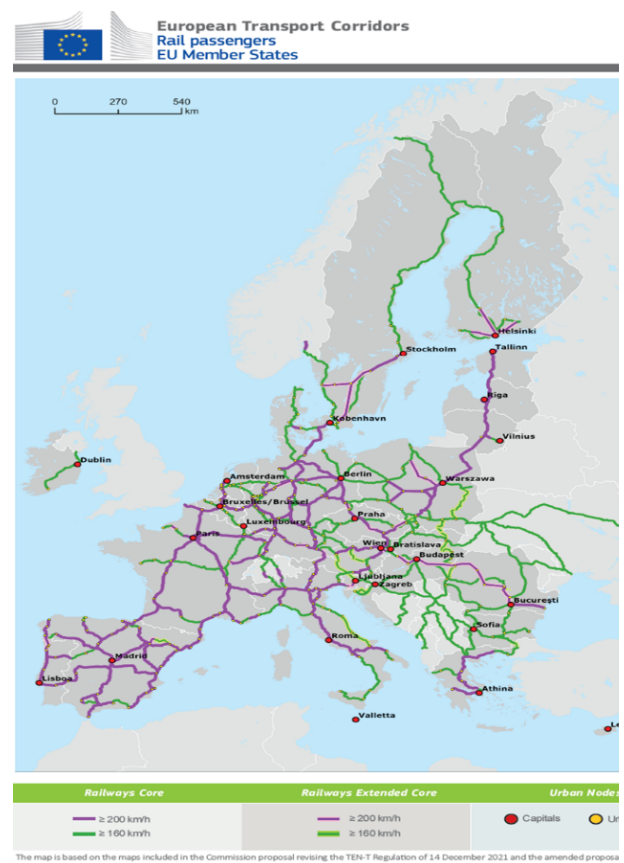 European Transport Corridors
Rail passengers
EU Member States
0 270 540
km
Helsinki
Stockholm
Tallinn
Rīga
København
Vilnius
Dublin
Amsterdam
Berlin
Warszawa
Bruxelles/Brussel
Luxembourg
Praha
Paris
Wien
Bratislava
Budapest
Ljubljana
Zagreb
București
Sofia
Roma
Madrid
Lisboa
Athina
Valletta
Le
Railways Core
Railways Extended Core
Urban Nodes
≥ 200 km/h
≥ 200 km/h
Capitals
Ur
≥ 160 km/h
≥ 160 km/h
The map is based on the maps included in the Commission proposal revising the TEN-T Regulation of 14 December 2021 and the amended proposa